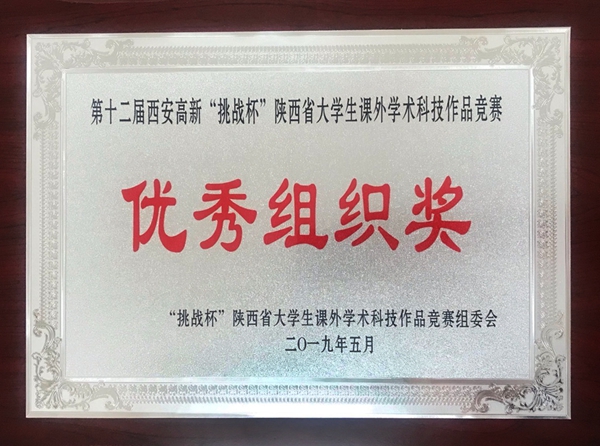 第十二届西安高新“挑战杯”陕西省大学生课外学术科技作品竞赛
优秀组织奖
“挑战杯”陕西省大学生课外学术科技作品竞赛组委会
二〇一九年五月